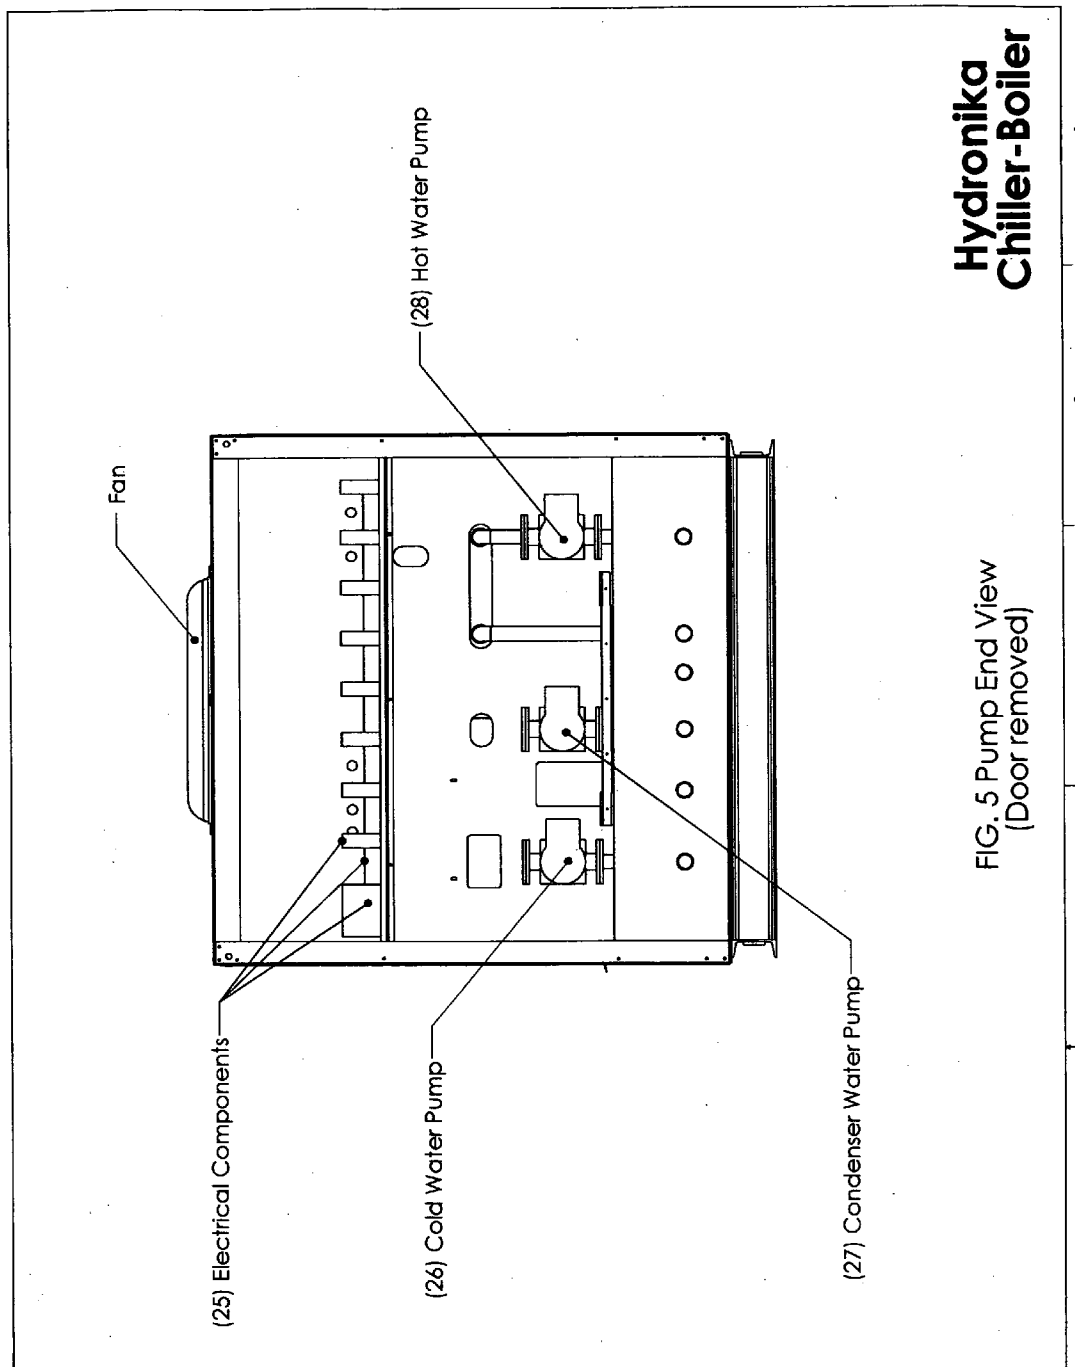 Fan
(28) Hot Water Pump
(25) Electrical Components
(26) Cold Water Pump
(27) Condenser Water Pump
FIG. 5 Pump End View
(Door removed)
Hydronika
Chiller-Boiler